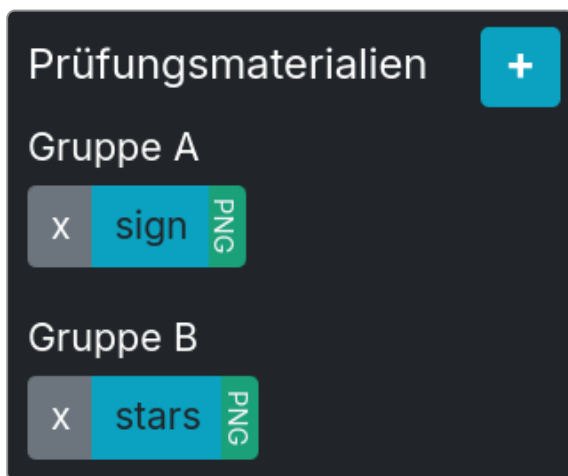 Prüfungsmaterialien +
Gruppe A
x sign PNG
Gruppe B
x stars PNG